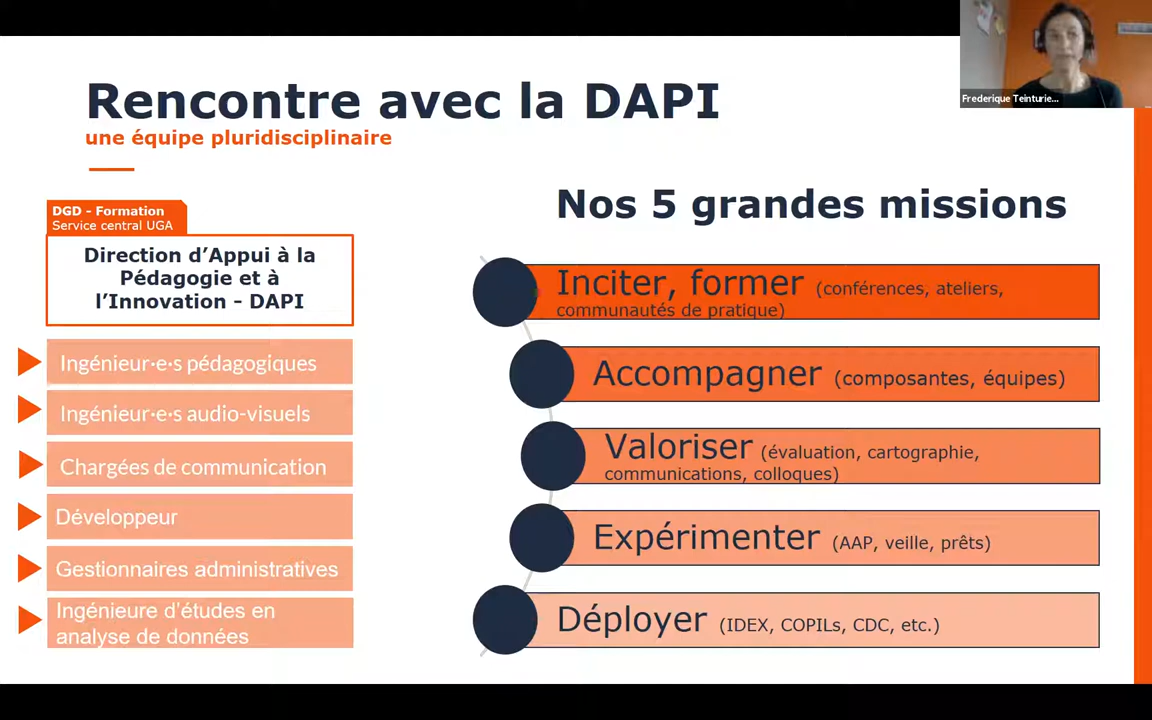 Rencontre avec la DAPI
une équipe pluridisciplinaire
Frederique Teinturie...
DGD - Formation
Service central UGA
Direction d’Appui à la
Pédagogie et à
l’Innovation - DAPI
Ingénieur·e·s pédagogiques
Ingénieur·e·s audio-visuels
Chargées de communication
Développeur
Gestionnaires administratives
Ingénieure d’études en
analyse de données
Nos 5 grandes missions
Inciter, former (conférences, ateliers,
communautés de pratique)
Accompagner (composantes, équipes)
Valoriser (évaluation, cartographie,
communications, colloques)
Expérimenter (AAP, veille, prêts)
Déployer (IDEX, COPILs, CDC, etc.)